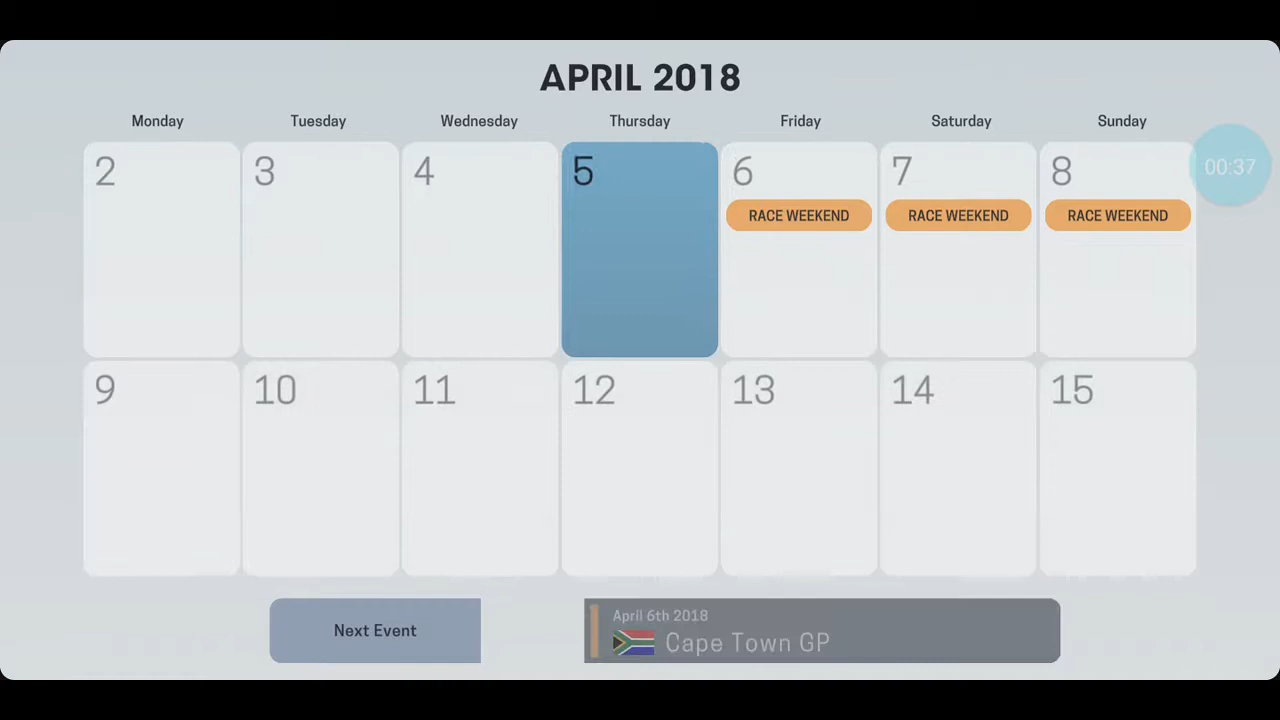 APRIL 2018
Monday Tuesday Wednesday Thursday Friday Saturday Sunday
2 3 4 5 6 7 8
00:37
RACE WEEKEND RACE WEEKEND RACE WEEKEND
9 10 11 12 13 14 15
Next Event
April 6th 2018
Cape Town GP